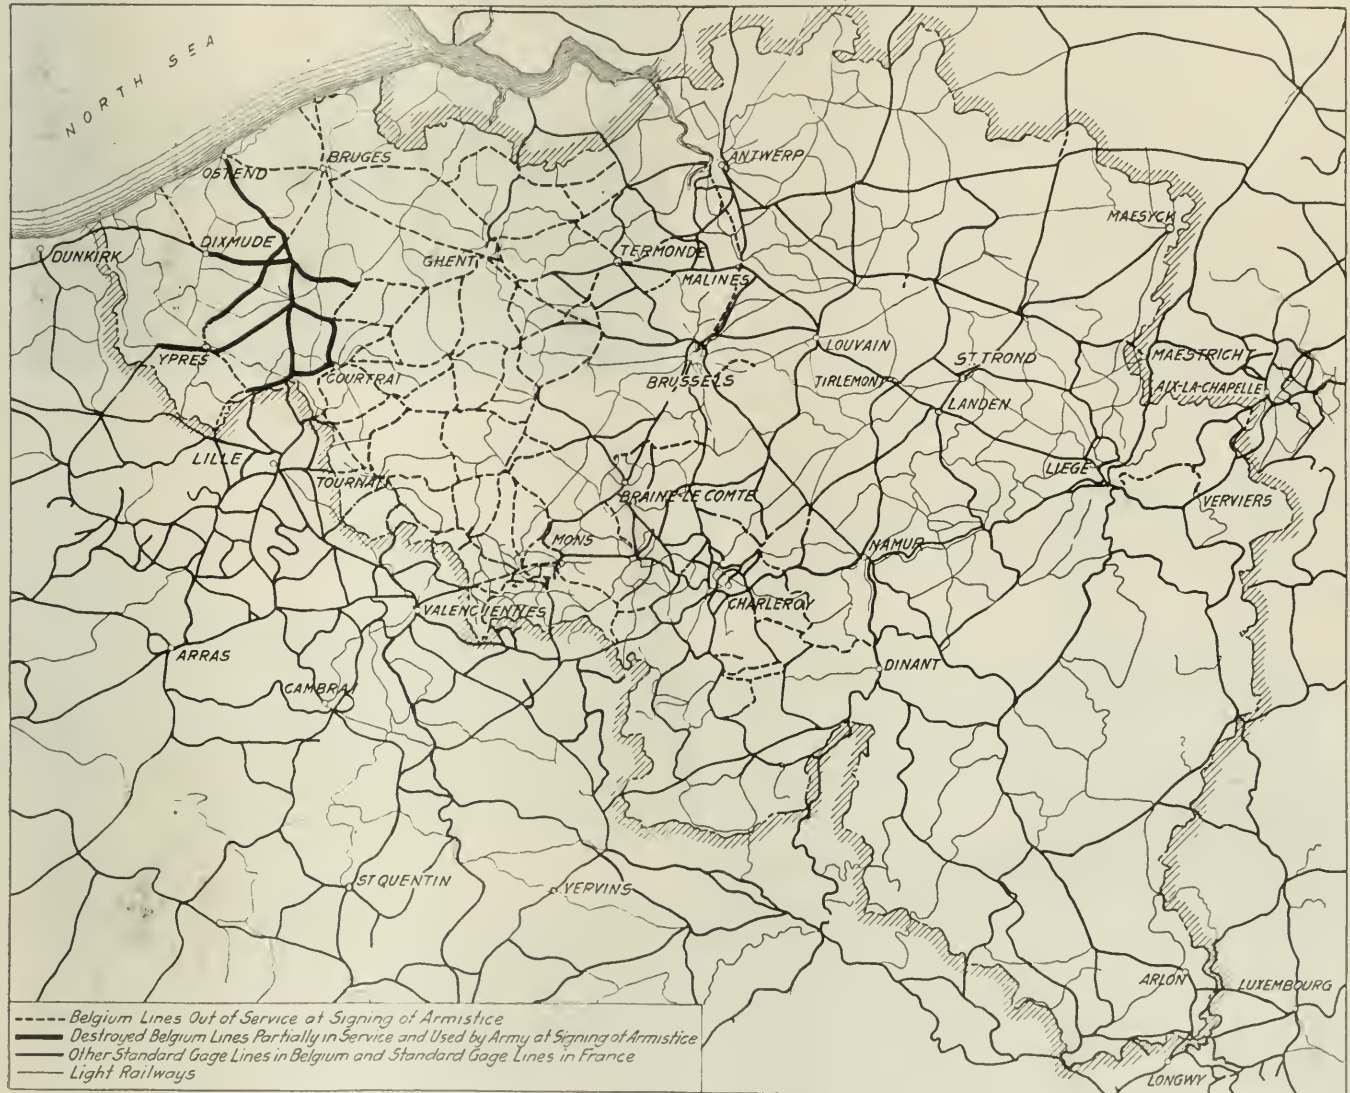 NORTH SEA
OSTEND
BRUGES
ANTWERP
MAESYCK
DUNKIRK
DIXMUDE
GHENT
TERMONDE
MALINES
YPRES
COURTRAI
BRUSSELS
LOUVAIN
TIRLEMONT
ST TROND
MAESTRICHT
AIX-LA-CHAPELLE
LANDEN
LILLE
TOURNAI
BRAINE-LE COMTE
LIEGE
VERVIERS
MONS
NAMUR
VALENCIENNES
CHARLEROY
ARRAS
DINANT
CAMBRAI
ST QUENTIN
VERVINS
ARLON
LUXEMBOURG
LONGWY
Belgium Lines Out of Service at Signing of Armistice
Destroyed Belgium Lines Partially in Service and Used by Army at Signing of Armistice
Other Standard Gage Lines in Belgium and Standard Gage Lines in France
Light Railways